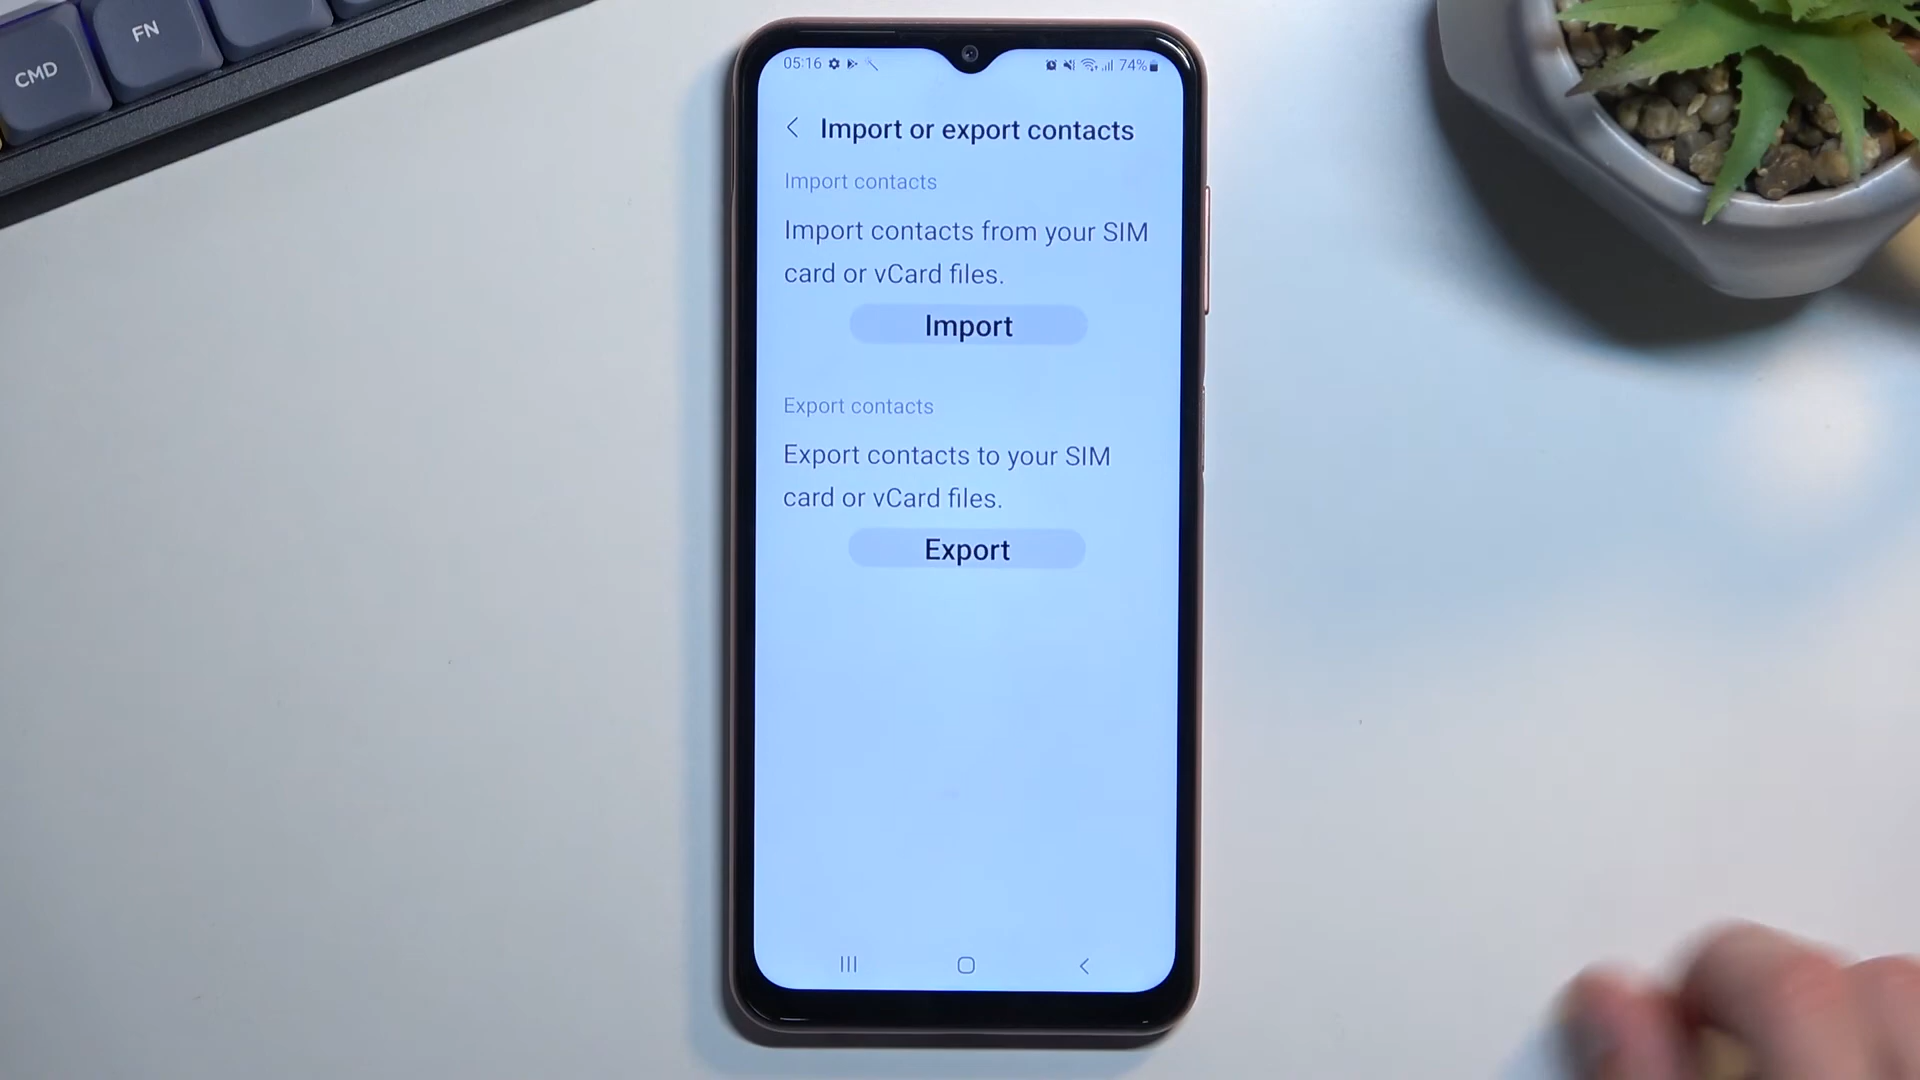 CMD
FN
05:16
74%
Import or export contacts
Import contacts
Import contacts from your SIM
card or vCard files.
Import
Export contacts
Export contacts to your SIM
card or vCard files.
Export